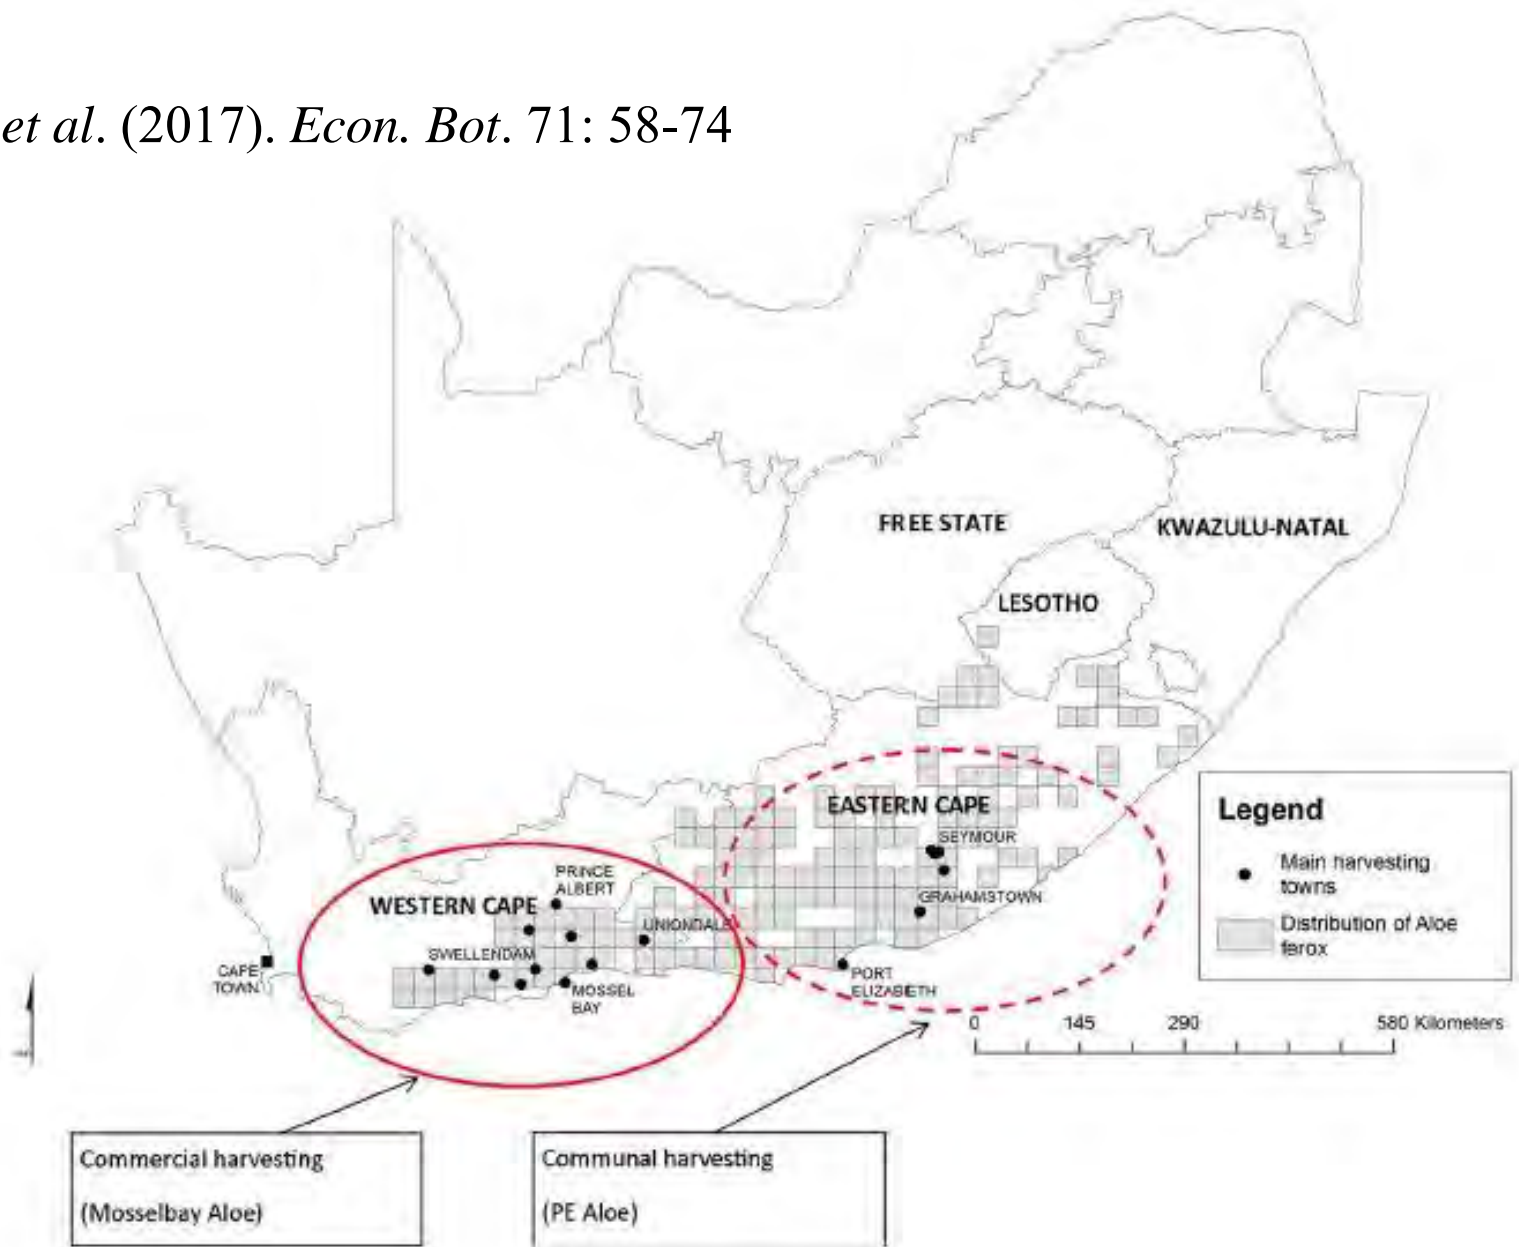 et al. (2017). Econ. Bot. 71: 58-74
FREE STATE
KWAZULU-NATAL
LESOTHO
EASTERN CAPE
SEYMOUR
GRAHAMSTOWN
PORT
ELIZABETH
PRINCE
ALBERT
WESTERN CAPE
UNIONDALE
SWELLENDAM
MOSSEL
BAY
CAPE
TOWN
Legend
Main harvesting
towns
Distribution of Aloe
ferox
0 145 290 580 Kilometers
Commercial harvesting
(Mosselbay Aloe)
Communal harvesting
(PE Aloe)